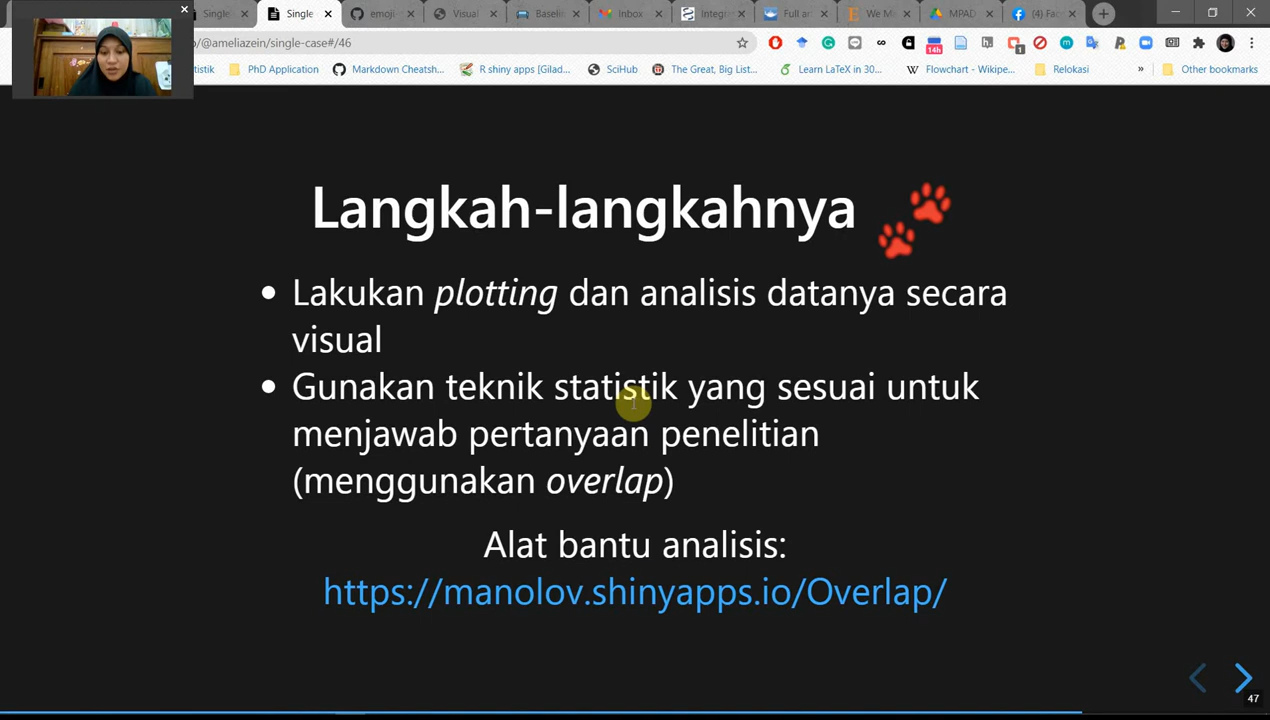 Single
Single
emoji
Visual
Baseli
Inbox
Integri
Full an
We M
MPAD
(4) Fac
/@ameliazein/single-case#/46
14h
1
tistik
PhD Application
Markdown Cheatsh...
R shiny apps [Gilad...
SciHub
The Great, Big List...
Learn LaTeX in 30...
Flowchart - Wikipe...
Relokasi
»
Other bookmarks
Langkah-langkahnya
• Lakukan plotting dan analisis datanya secara
visual
• Gunakan teknik statistik yang sesuai untuk
menjawab pertanyaan penelitian
(menggunakan overlap)
Alat bantu analisis:
https://manolov.shinyapps.io/Overlap/
47